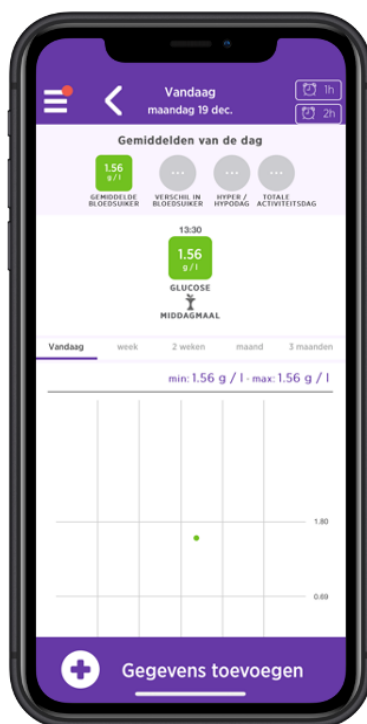 Vandaag
maandag 19 dec.
1h
2h
Gemiddelden van de dag
1.56
g / l
GEMIDDELDE
BLOEDSUIKER
VERSCHIL IN
BLOEDSUIKER
HYPER /
HYPODAG
TOTALE
ACTIVITEITSDAG
13:30
1.56
g / l
GLUCOSE
MIDDAGMAAL
Vandaag week 2 weken maand 3 maanden
min: 1.56 g / l - max: 1.56 g / l
1.80
0.69
Gegevens toevoegen